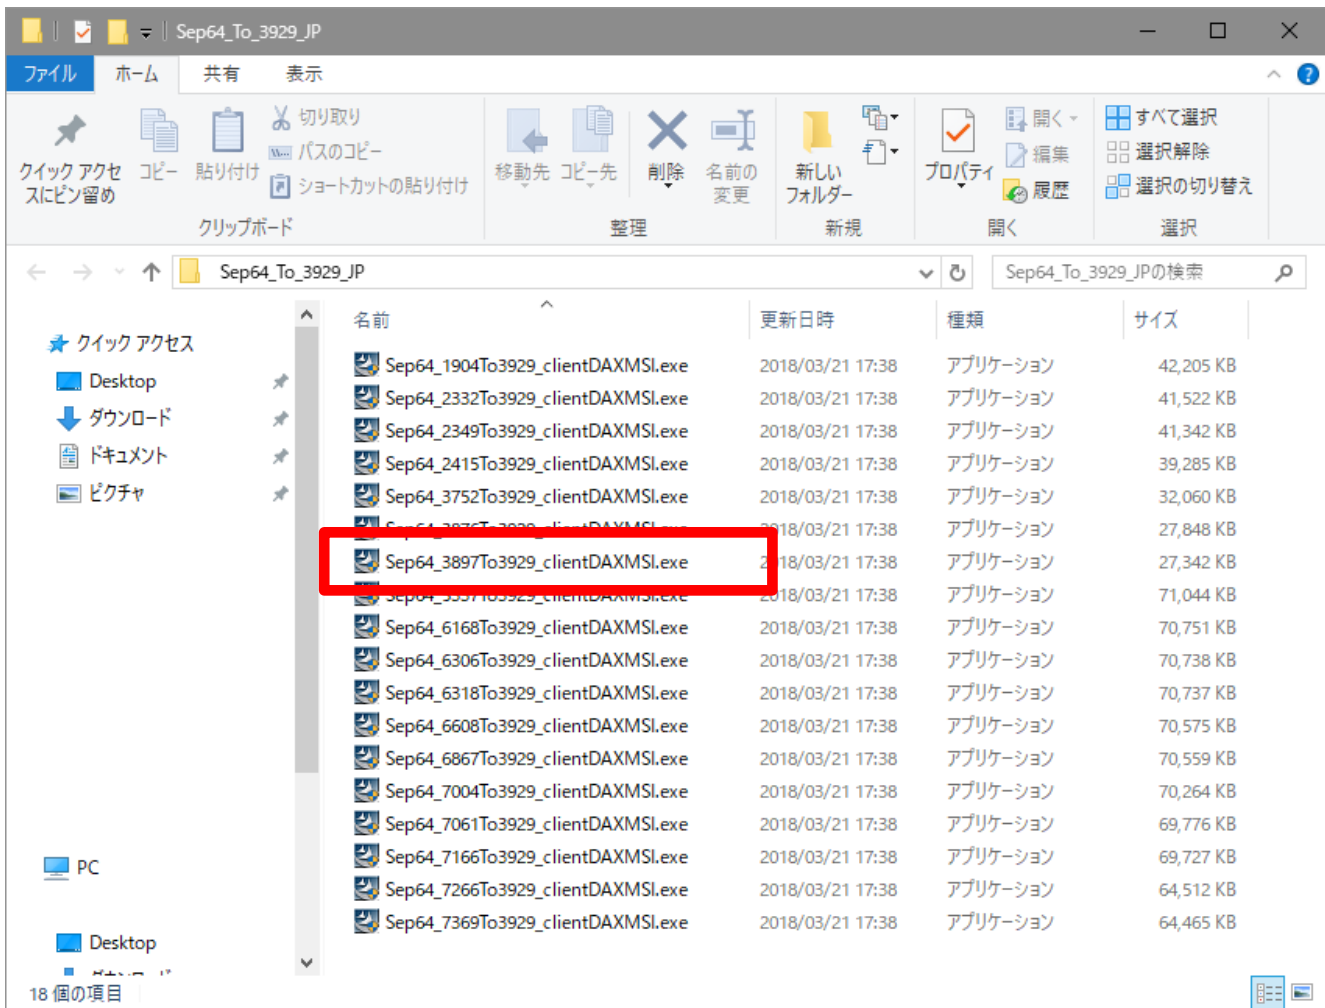 Sep64_To_3929_JP
ファイル ホーム 共有 表示
クイック アクセスにピン留め コピー 貼り付け 切り取り パスのコピー ショートカットの貼り付け
移動先 コピー先 削除 名前の変更 新しいフォルダー プロパティ 開く 編集 履歴
すべて選択 選択解除 選択の切り替え
クリップボード 整理 新規 開く 選択
Sep64_To_3929_JP Sep64_To_3929_JPの検索
名前 更新日時 種類 サイズ
クイック アクセス
Desktop
ダウンロード
ドキュメント
ピクチャ
PC
Desktop
Sep64_1904To3929_clientDAXMSI.exe 2018/03/21 17:38 アプリケーション 42,205 KB
Sep64_2332To3929_clientDAXMSI.exe 2018/03/21 17:38 アプリケーション 41,522 KB
Sep64_2349To3929_clientDAXMSI.exe 2018/03/21 17:38 アプリケーション 41,342 KB
Sep64_2415To3929_clientDAXMSI.exe 2018/03/21 17:38 アプリケーション 39,285 KB
Sep64_3752To3929_clientDAXMSI.exe 2018/03/21 17:38 アプリケーション 32,060 KB
17:38 アプリケーション 27,848 KB
Sep64_3897To3929_clientDAXMSI.exe 17:38 アプリケーション 27,342 KB
17:38 アプリケーション 71,044 KB
Sep64_6168To3929_clientDAXMSI.exe 2018/03/21 17:38 アプリケーション 70,751 KB
Sep64_6306To3929_clientDAXMSI.exe 2018/03/21 17:38 アプリケーション 70,738 KB
Sep64_6318To3929_clientDAXMSI.exe 2018/03/21 17:38 アプリケーション 70,737 KB
Sep64_6608To3929_clientDAXMSI.exe 2018/03/21 17:38 アプリケーション 70,575 KB
Sep64_6867To3929_clientDAXMSI.exe 2018/03/21 17:38 アプリケーション 70,559 KB
Sep64_7004To3929_clientDAXMSI.exe 2018/03/21 17:38 アプリケーション 70,264 KB
Sep64_7061To3929_clientDAXMSI.exe 2018/03/21 17:38 アプリケーション 69,776 KB
Sep64_7166To3929_clientDAXMSI.exe 2018/03/21 17:38 アプリケーション 69,727 KB
Sep64_7266To3929_clientDAXMSI.exe 2018/03/21 17:38 アプリケーション 64,512 KB
Sep64_7369To3929_clientDAXMSI.exe 2018/03/21 17:38 アプリケーション 64,465 KB
18 個の項目